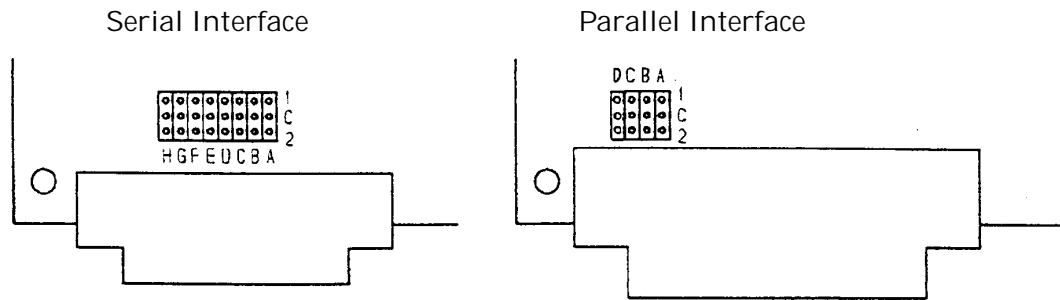 Serial Interface
Parallel Interface
1
C
2
HGFEDCBA
DCBA
1
C
2